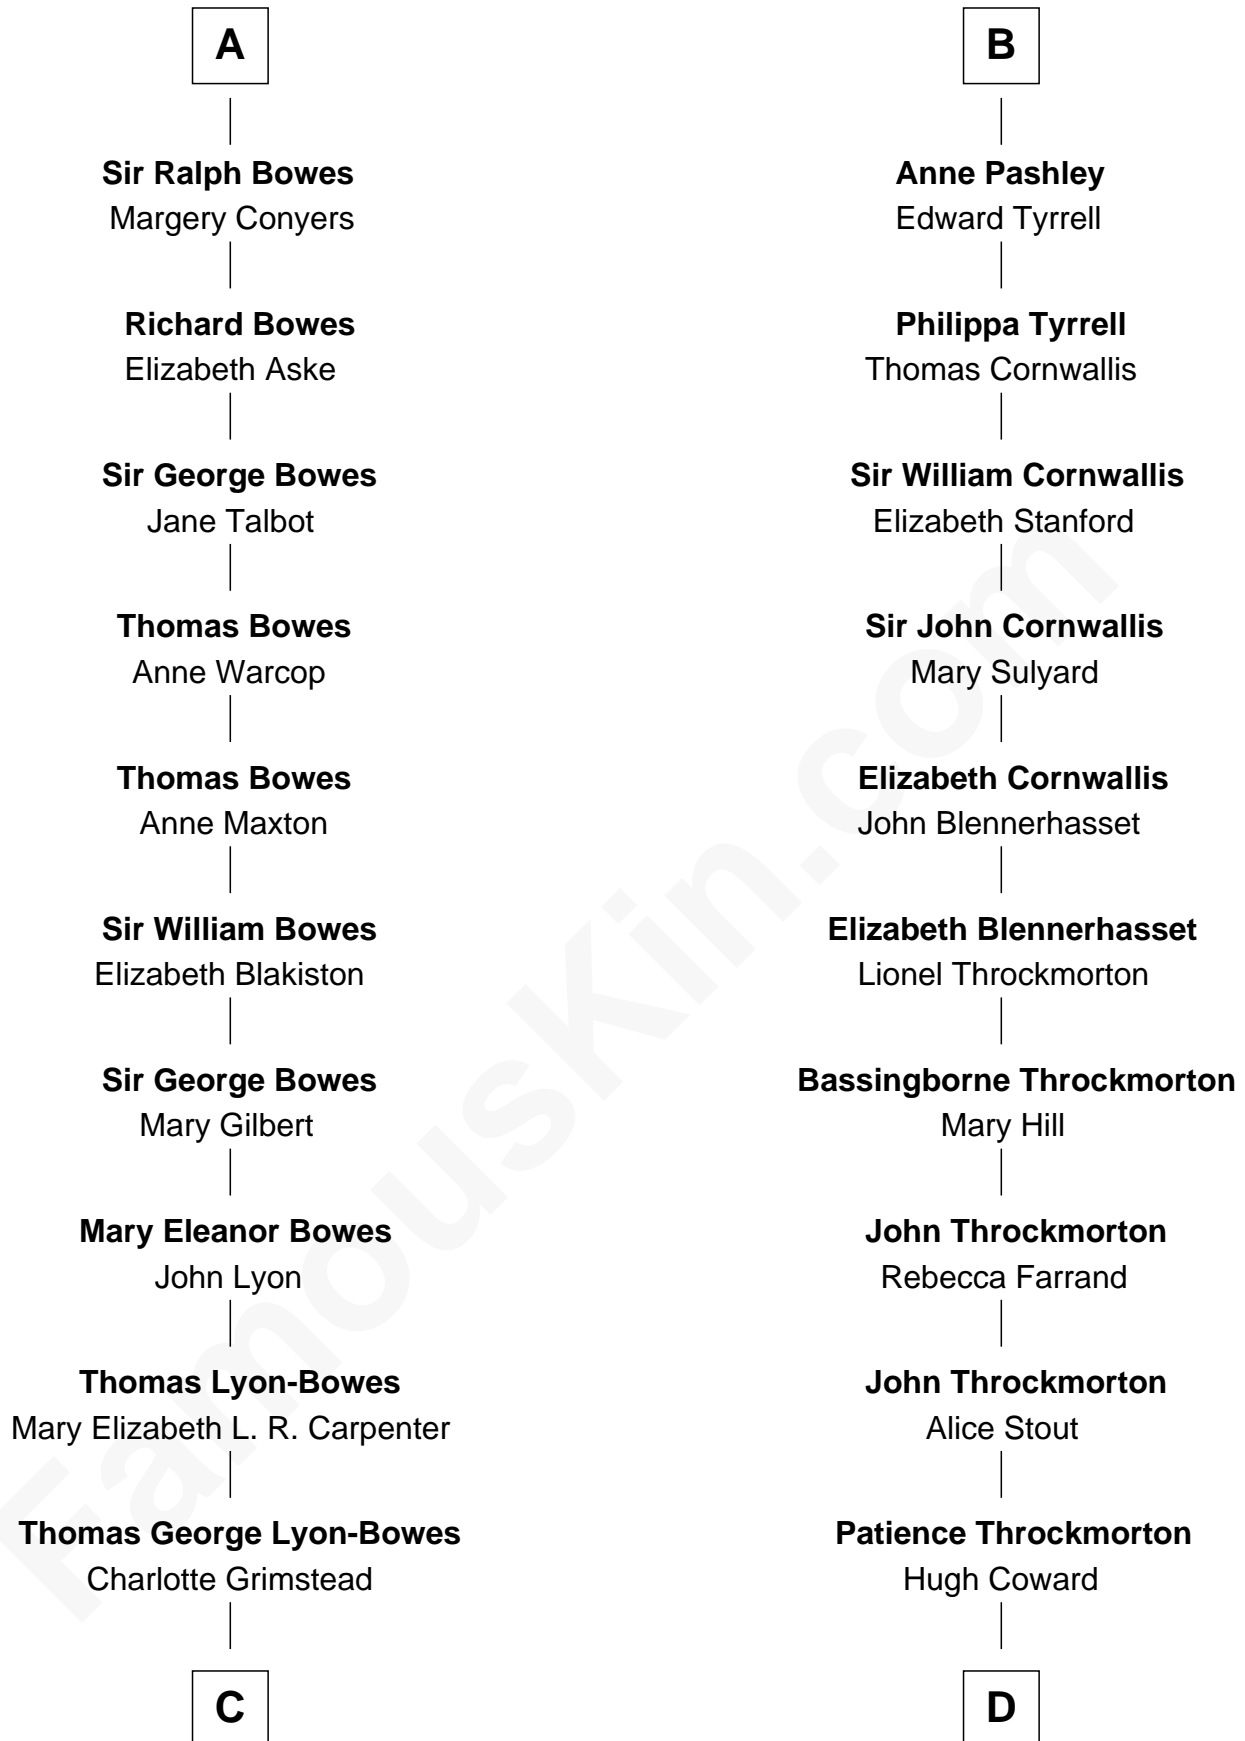 A
Sir Ralph Bowes
Margery Conyers
Richard Bowes
Elizabeth Aske
Sir George Bowes
Jane Talbot
Thomas Bowes
Anne Warcop
Thomas Bowes
Anne Maxton
Sir William Bowes
Elizabeth Blakiston
Sir George Bowes
Mary Gilbert
Mary Eleanor Bowes
John Lyon
Thomas Lyon-Bowes
Mary Elizabeth L. R. Carpenter
Thomas George Lyon-Bowes
Charlotte Grimstead
C
B
Anne Pashley
Edward Tyrrell
Philippa Tyrrell
Thomas Cornwallis
Sir William Cornwallis
Elizabeth Stanford
Sir John Cornwallis
Mary Sulyard
Elizabeth Cornwallis
John Blennerhasset
Elizabeth Blennerhasset
Lionel Throckmorton
Bassingborne Throckmorton
Mary Hill
John Throckmorton
Rebecca Farrand
John Throckmorton
Alice Stout
Patience Throckmorton
Hugh Coward
D
FamousKin.com